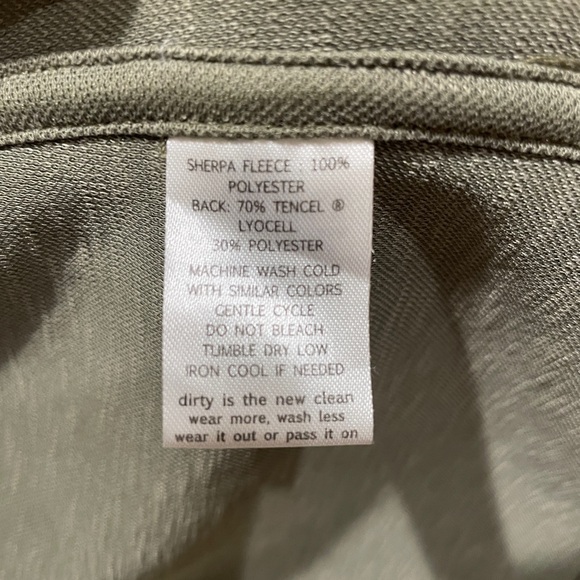 SHERPA FLEECE : 100%
POLYESTER
BACK: 70% TENCEL ®
LYOCELL
30% POLYESTER
MACHINE WASH COLD
WITH SIMILAR COLORS
GENTLE CYCLE
DO NOT BLEACH
TUMBLE DRY LOW
IRON COOL IF NEEDED
dirty is the new clean
wear more, wash less
wear it out or pass it on